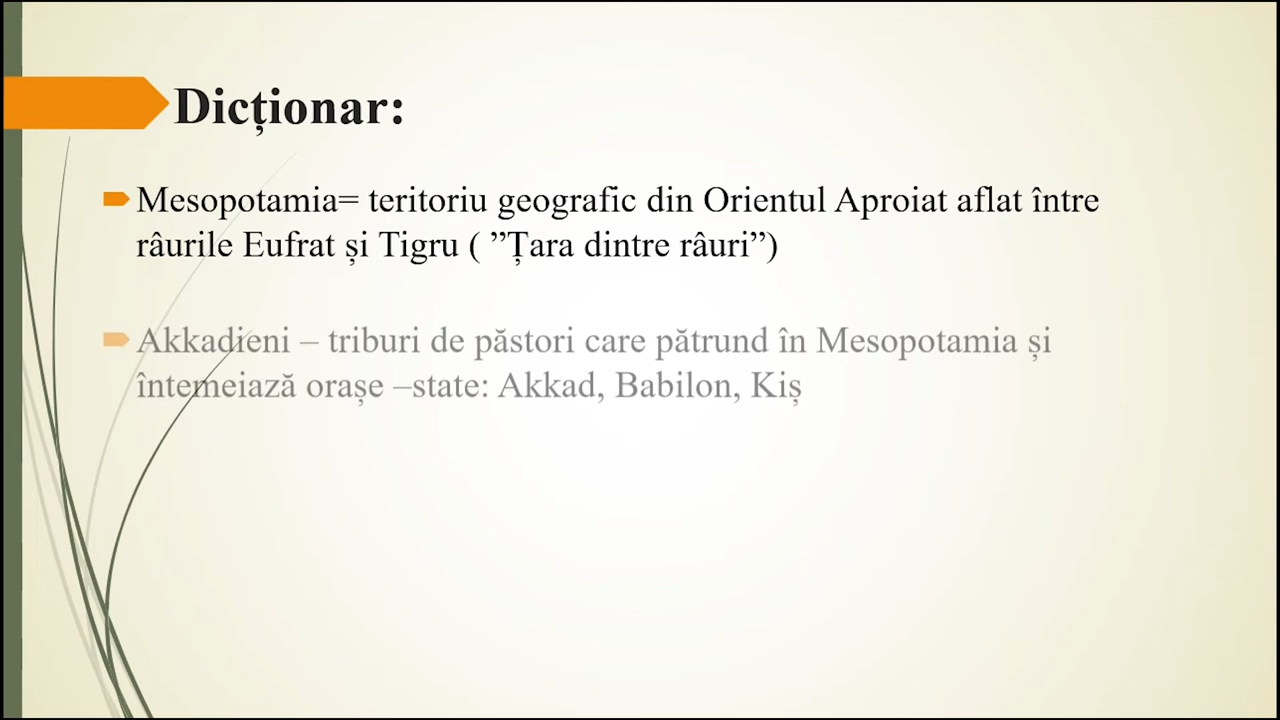 Dicționar:
Mesopotamia= teritoriu geografic din Orientul Aproiat aflat între
râurile Eufrat și Tigru ( ”Țara dintre râuri”)
Akkadieni – triburi de păstori care pătrund în Mesopotamia și
întemeiază orașe –state: Akkad, Babilon, Kiș